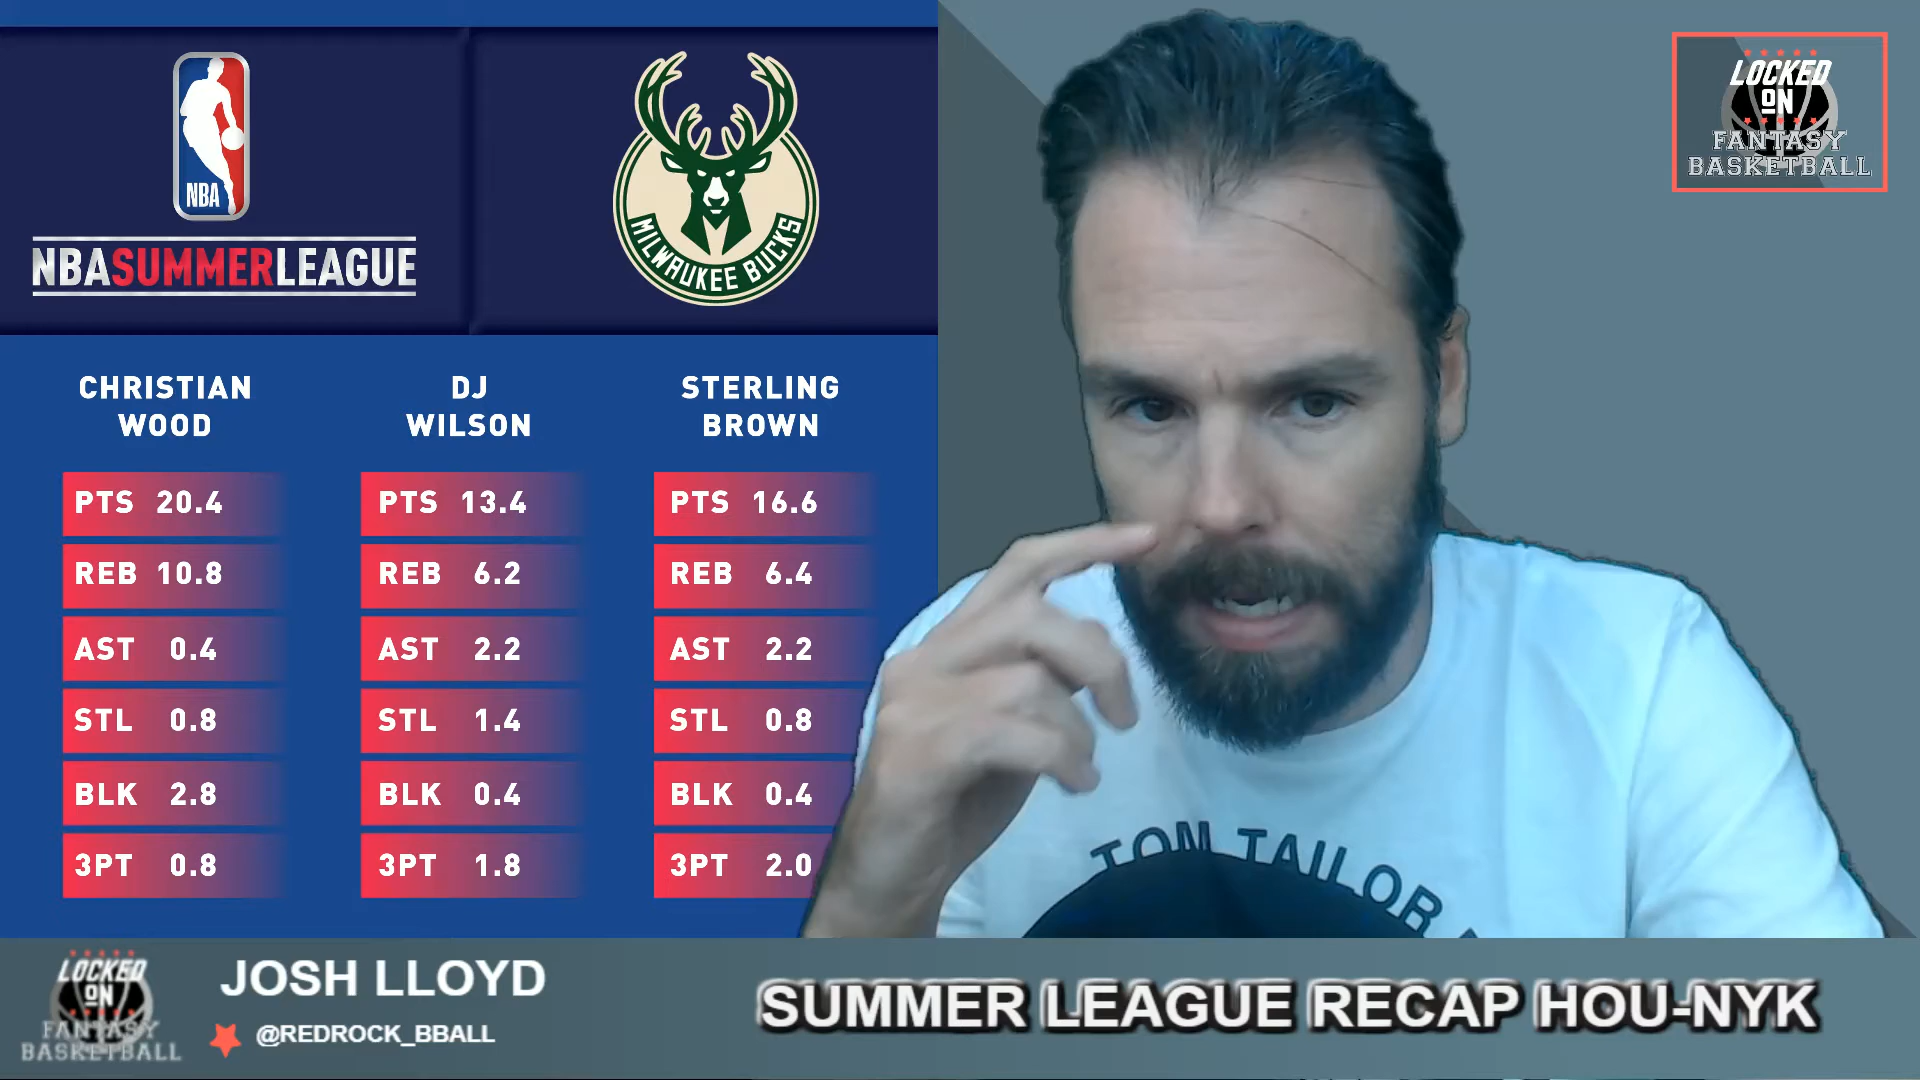 NBA
NBASUMMERLEAGUE
MILWAUKEE BUCKS
LOCKED
ON
FANTASY
BASKETBALL
CHRISTIAN
WOOD
PTS 20.4
REB 10.8
AST 0.4
STL 0.8
BLK 2.8
3PT 0.8
DJ
WILSON
PTS 13.4
REB 6.2
AST 2.2
STL 1.4
BLK 0.4
3PT 1.8
STERLING
BROWN
PTS 16.6
REB 6.4
AST 2.2
STL 0.8
BLK 0.4
3PT 2.0
TOM TAILOR
LOCKED
ON
FANTASY
BASKETBALL
JOSH LLOYD
@REDROCK_BBALL
SUMMER LEAGUE RECAP HOU-NYK